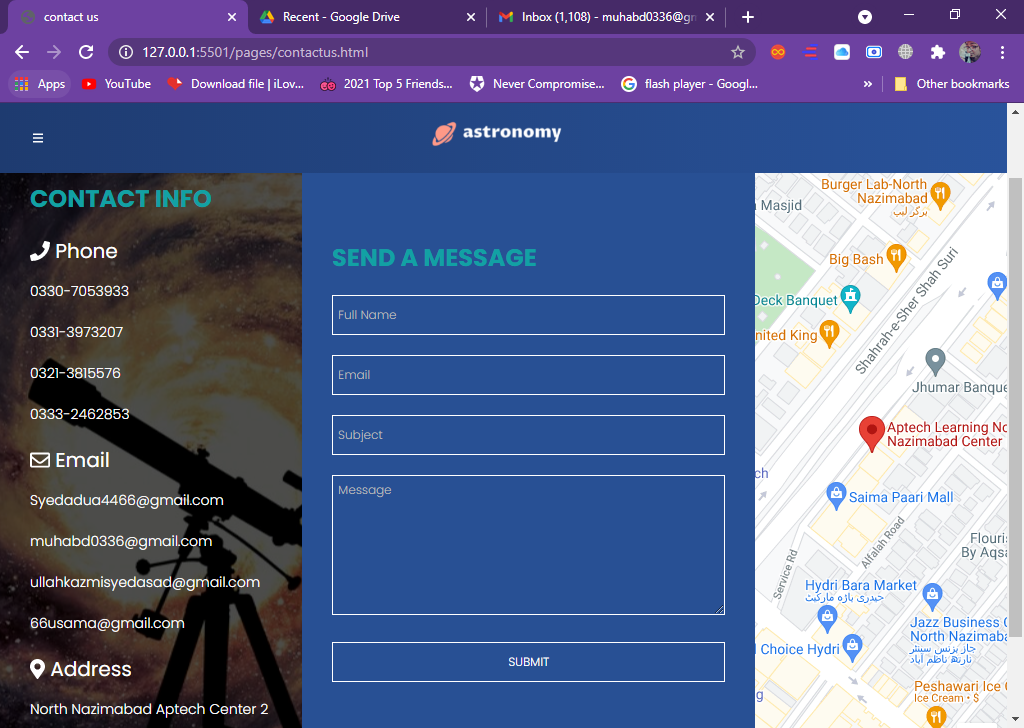 contact us
Recent - Google Drive
Inbox (1,108) - muhabd0336@gm
127.0.0.1:5501/pages/contactus.html
Apps
YouTube
Download file | iLov...
2021 Top 5 Friends...
Never Compromise...
flash player - Googl...
Other bookmarks
astronomy
CONTACT INFO
Phone
0330-7053933
0331-3973207
0321-3815576
0333-2462853
Email
Syedadua4466@gmail.com
muhabd0336@gmail.com
ullahkazmisyedasad@gmail.com
66usama@gmail.com
Address
North Nazimabad Aptech Center 2
SEND A MESSAGE
Full Name
Email
Subject
Message
SUBMIT
Burger Lab-North
Nazimabad
برگر لیب
Masjid
Big Bash
Shahrah-e-Sher Shah Suri
Deck Banquet
nited King
Jhumar Banque
Aptech Learning No
Nazimabad Center
ch
Saima Paari Mall
Flouris
By Aqsa
Alfalah Road
Service Rd
Hydri Bara Market
حیدری باڑہ مارکیٹ
Jazz Business C
North Nazimaba
جاز بزنس سینٹر
نارتھ ناظم آباد
l Choice Hydri
Peshawari Ice C
Ice Cream • $
g